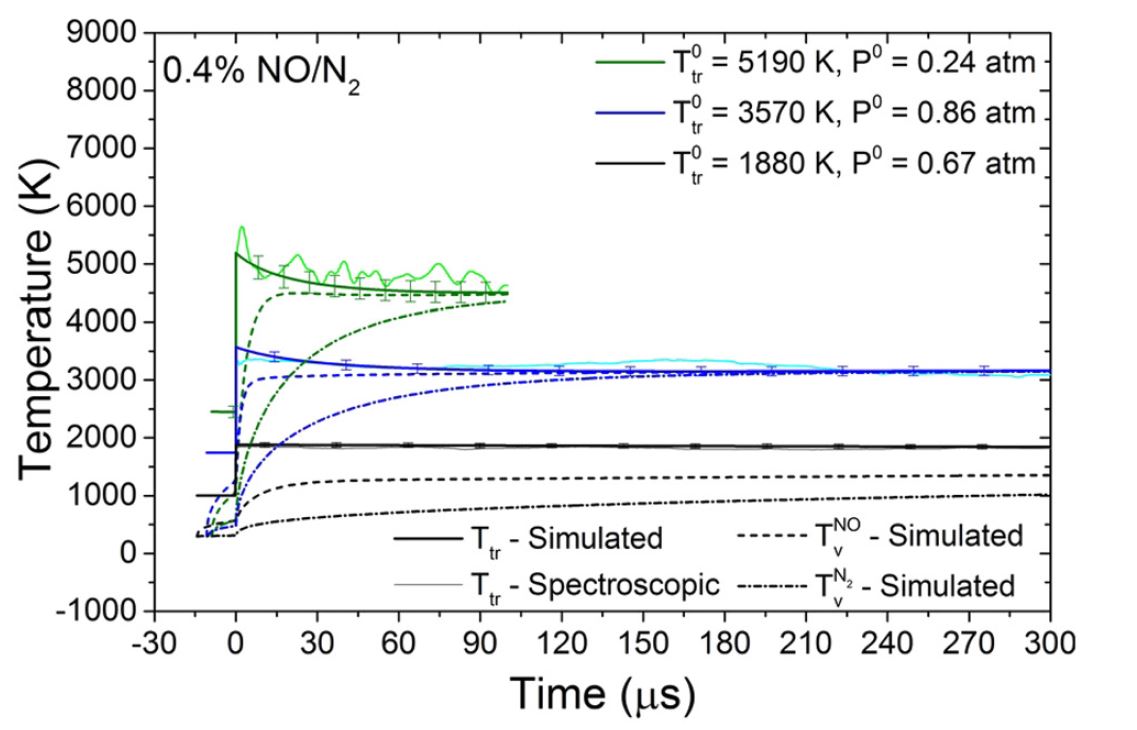 0.4% NO/N₂
T⁰ₜᵣ = 5190 K, P⁰ = 0.24 atm
T⁰ₜᵣ = 3570 K, P⁰ = 0.86 atm
T⁰ₜᵣ = 1880 K, P⁰ = 0.67 atm
Temperature (K)
9000
8000
7000
6000
5000
4000
3000
2000
1000
0
-1000
Tₜᵣ - Simulated
Tᵥᴺᴼ - Simulated
Tₜᵣ - Spectroscopic
Tᵥᴺ₂ - Simulated
-30 0 30 60 90 120 150 180 210 240 270 300
Time (μs)